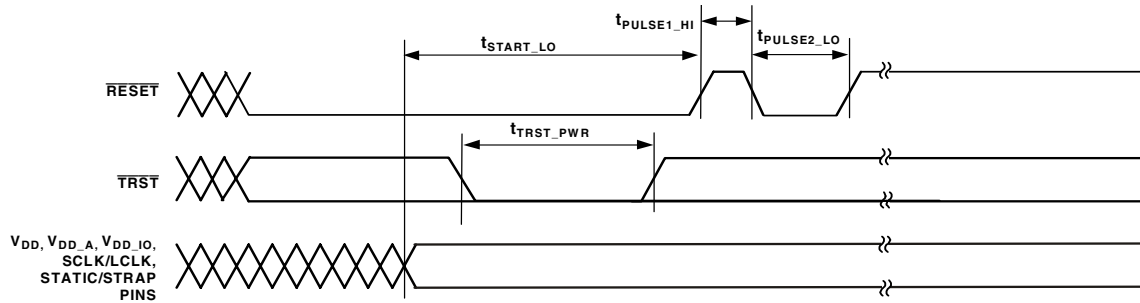 tPULSE1_HI
tSTART_LO
tPULSE2_LO
RESET
tTRST_PWR
TRST
VDD, VDD_A, VDD_IO,
SCLK/LCLK,
STATIC/STRAP
PINS